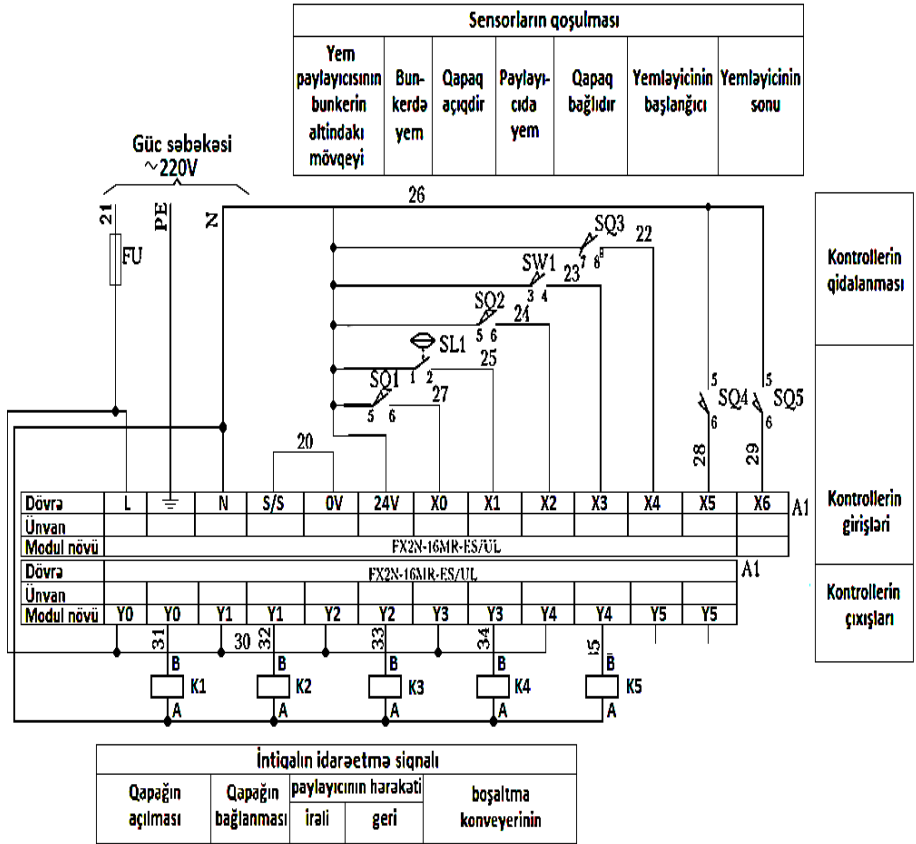 Sensorların qoşulması
Yem paylayıcısının bunkerin altindakı mövqeyi
Bun-kerdə yem
Qapaq açıqdir
Paylayı-cıda yem
Qapaq bağlıdır
Yemləyicinin başlanğıcı
Yemləyicinin sonu
Güc səbəkəsi
~220V
21
PE
N
26
FU
SQ3
22
7
8
SW1
23
3
4
SQ2
24
5
6
SL1
25
1
2
SQ1
27
5
6
5
SQ4
6
5
SQ5
6
20
28
29
Kontrollerin qidalanması
Kontrollerin girişləri
Kontrollerin çıxışları
Dövrə L N S/S 0V 24V X0 X1 X2 X3 X4 X5 X6 A1
Ünvan
Modul növü FX2N-16MR-ES/UL
Dövrə FX2N-16MR-ES/UL A1
Ünvan
Modul növü Y0 Y0 Y1 Y1 Y2 Y2 Y3 Y3 Y4 Y4 Y5 Y5
31 30 32 33 34
B B B B B
K1 K2 K3 K4 K5
A A A A A
İntiqalın idarəetmə siqnalı
Qapağın açılması
Qapağın bağlanması
paylayıcının hərəkəti
irəli
geri
boşaltma konveyerinin